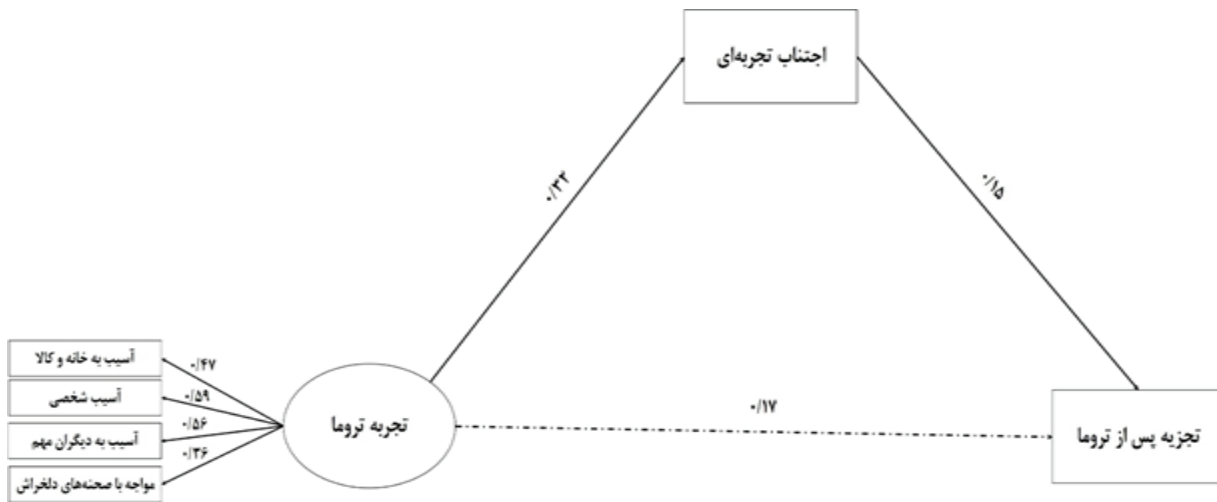 اجتناب تجربه‌ای
۰/۳۲
۰/۱۵
آسیب به خانه و کالا
۰/۴۷
آسیب شخصی
۰/۵۹
آسیب به دیگران مهم
۰/۵۶
مواجه با صحنه‌های دلخراش
۰/۳۶
تجربه تروما
۰/۱۷
تجزیه پس از تروما